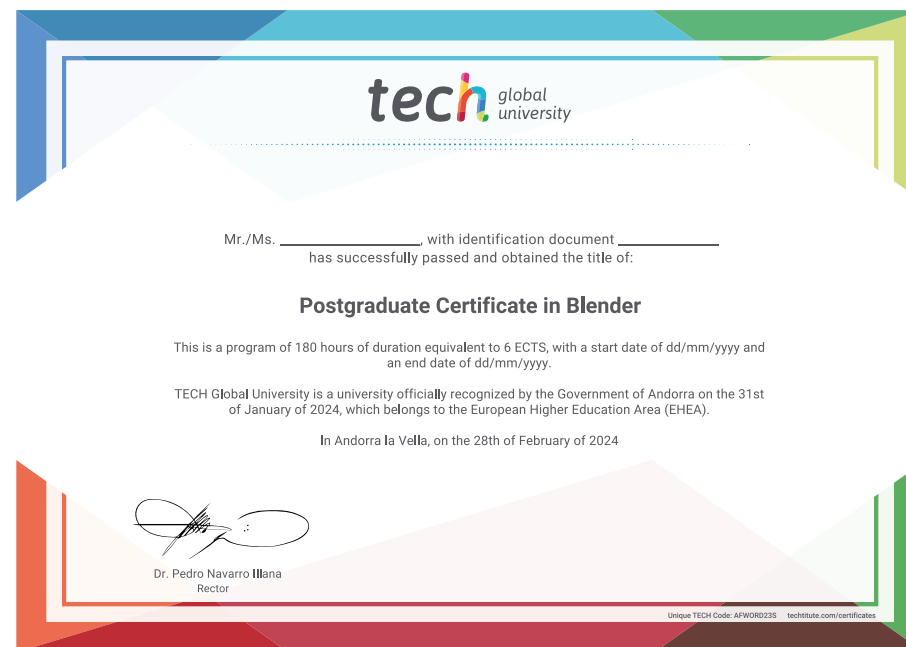 tech global university
Mr./Ms. ____________, with identification document ____________
has successfully passed and obtained the title of:
Postgraduate Certificate in Blender
This is a program of 180 hours of duration equivalent to 6 ECTS, with a start date of dd/mm/yyyy and
an end date of dd/mm/yyyy.
TECH Global University is a university officially recognized by the Government of Andorra on the 31st
of January of 2024, which belongs to the European Higher Education Area (EHEA).
In Andorra la Vella, on the 28th of February of 2024
Dr. Pedro Navarro Illana
Rector
Unique TECH Code: AFWORD23S techtitute.com/certificates